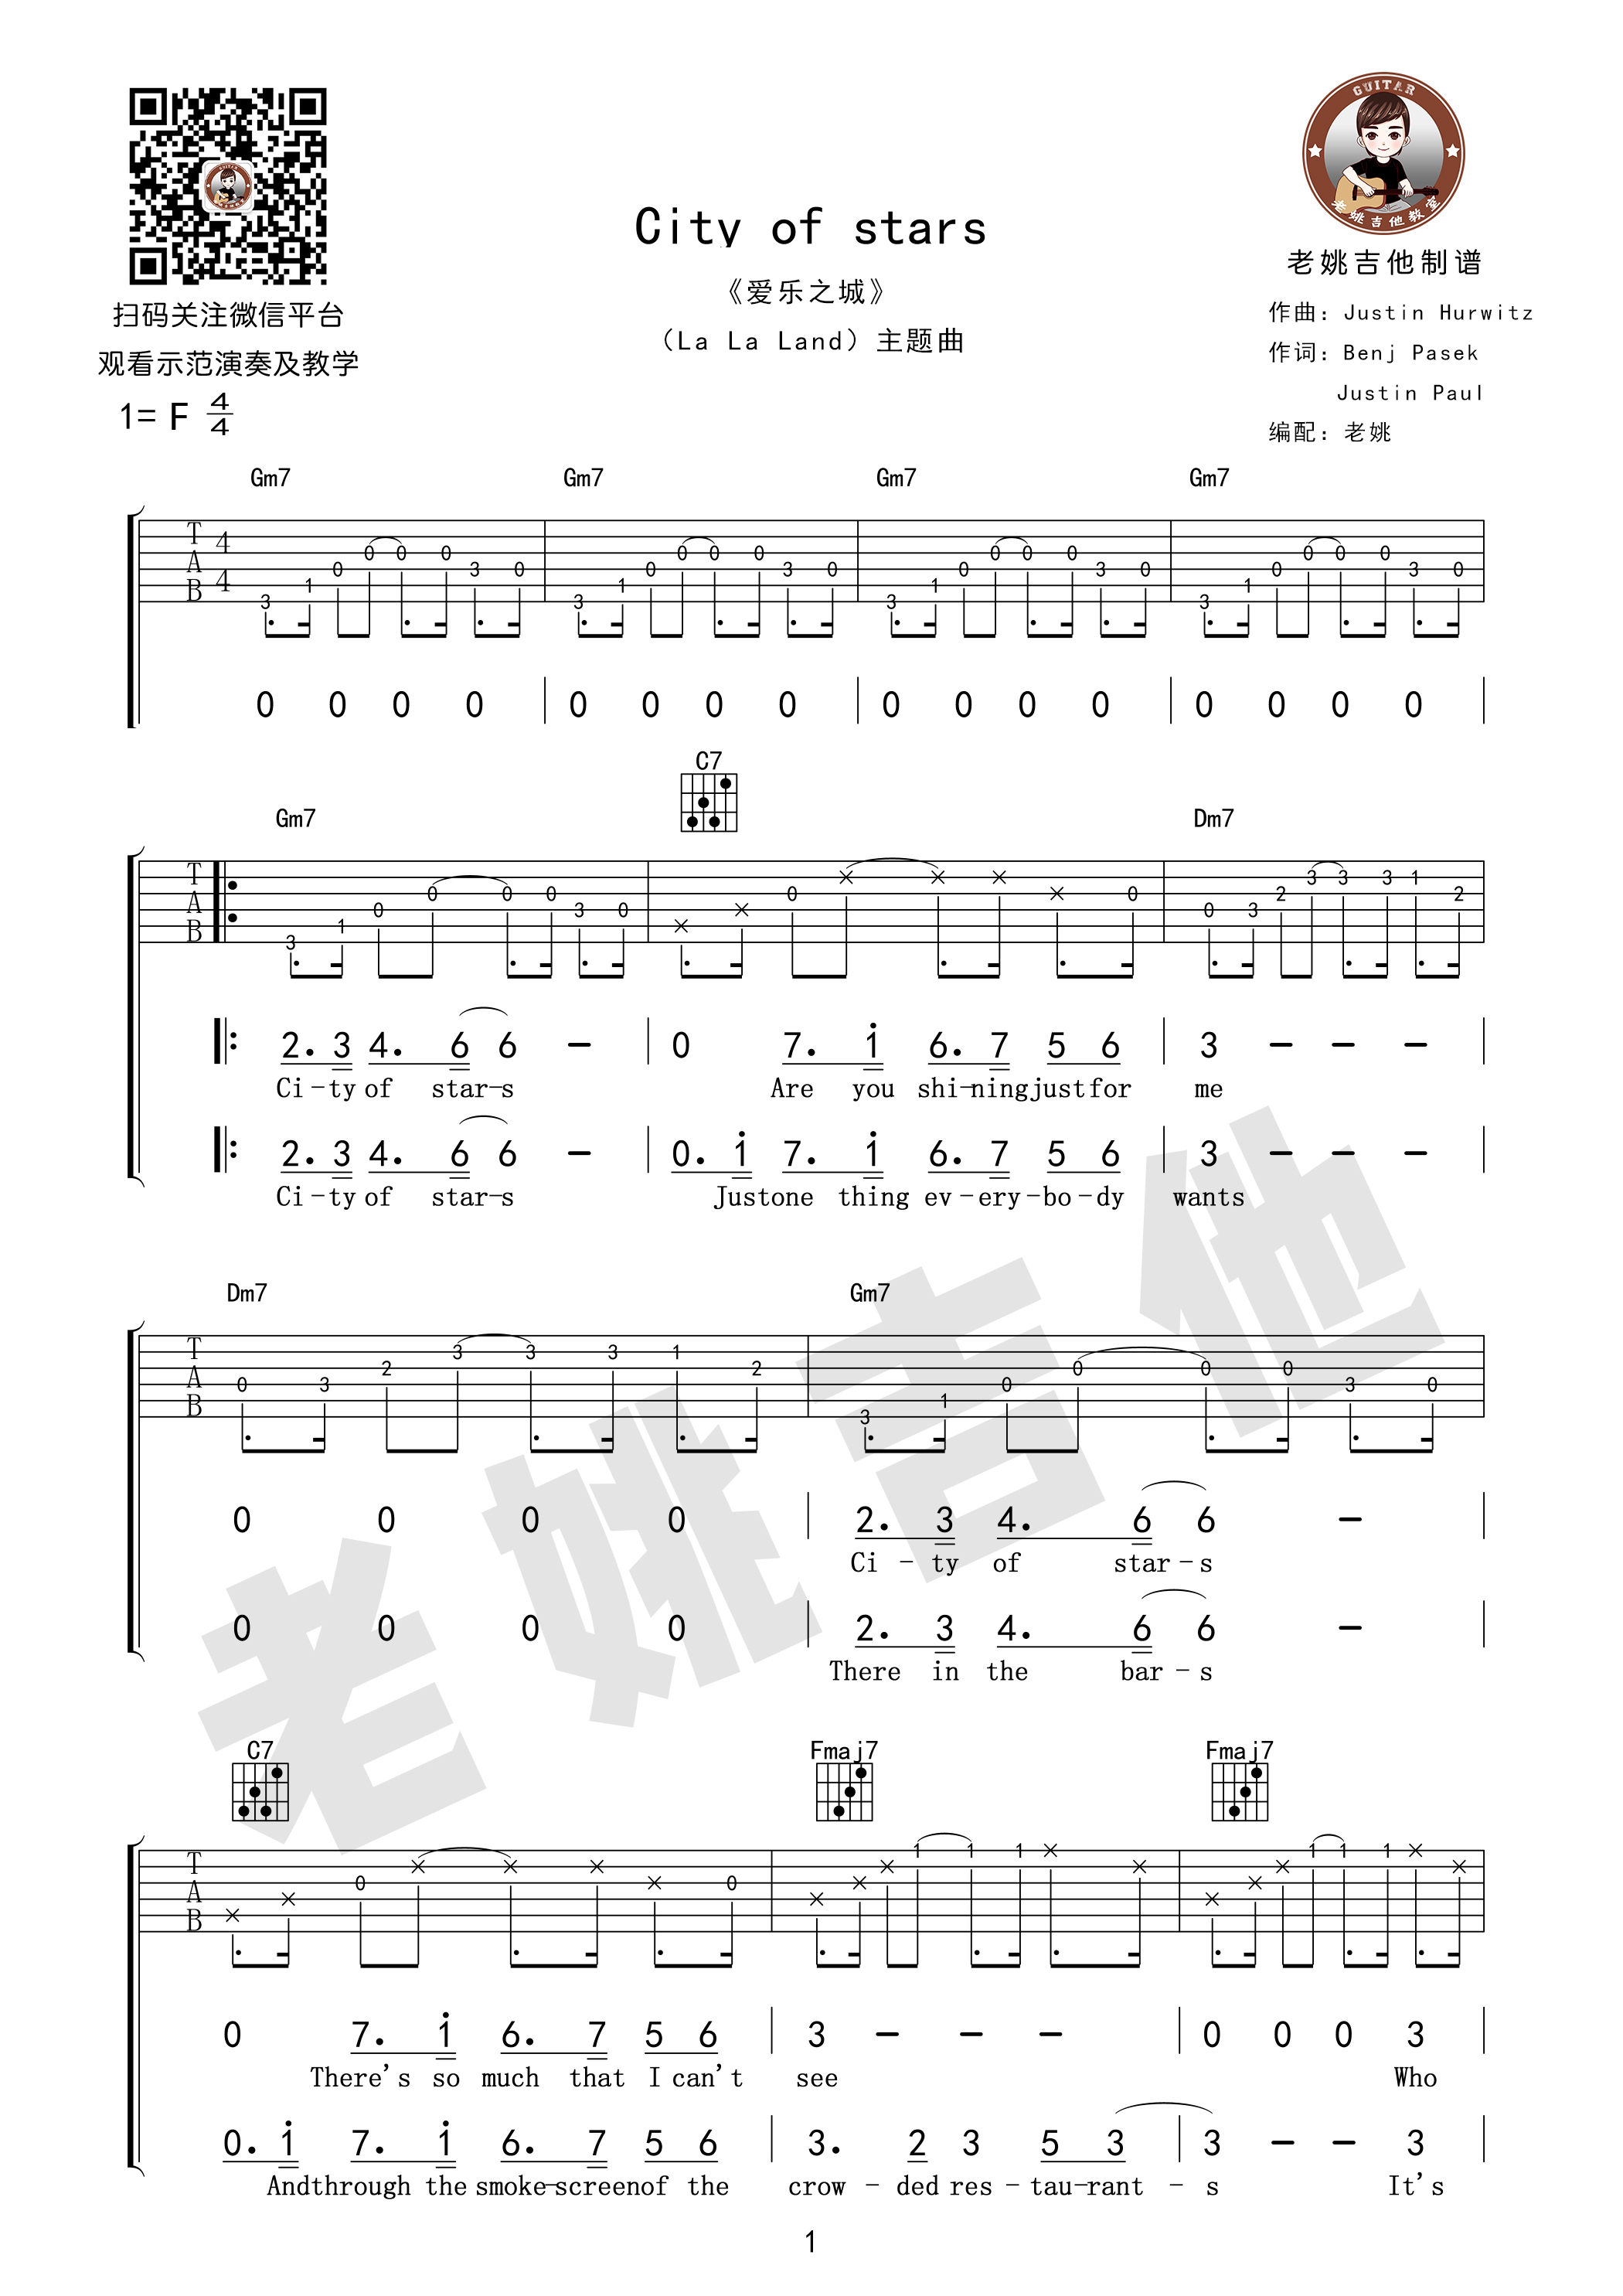 GUITAR
老姚吉他教室
City of stars
《爱乐之城》
（La La Land）主题曲
扫码关注微信平台
观看示范演奏及教学
老姚吉他制谱
作曲：Justin Hurwitz
作词：Benj Pasek
Justin Paul
编配：老姚
1= F 4/4
Gm7 Gm7 Gm7 Gm7
T A B 4 4 3 1 0 0 0 0 3 0 3 1 0 0 0 0 3 0 3 1 0 0 0 0 3 0 3 1 0 0 0 0 3 0
0 0 0 0 | 0 0 0 0 | 0 0 0 0 | 0 0 0 0 |
Gm7 C7 Dm7
T A B 3 1 0 0 0 0 3 0 × × 0 × × × × 0 0 3 2 3 3 3 1 2
2. 3 4. 6 6 – | 0 7. i 6. 7 5 6 | 3 – – – |
Ci-ty of star-s Are you shi-ning just for me
2. 3 4. 6 6 – | 0. i 7. i 6. 7 5 6 | 3 – – –
Ci-ty of star-s Just one thing ev-ery-bo-dy wants
Dm7 Gm7
T A B 0 3 2 3 3 3 1 2 3 1 0 0 0 0 3 0
0 0 0 0 | 2. 3 4. 6 6 – |
Ci - ty of star-s
0 0 0 0 | 2. 3 4. 6 6 – |
There in the bar-s
C7 Fmaj7 Fmaj7
T A B × × 0 × × × × 0 × × × 1 1 1 × × × × × 1 1 1 × ×
0 7. i 6. 7 5 6 | 3 – – – | 0 0 0 3 |
There's so much that I can't see Who
0. i 7. i 6. 7 5 6 | 3. 2 3 5 3 | 3 – – 3 |
And through the smoke-screen of the crow - ded res - tau-rant - s It's
老姚吉他
1